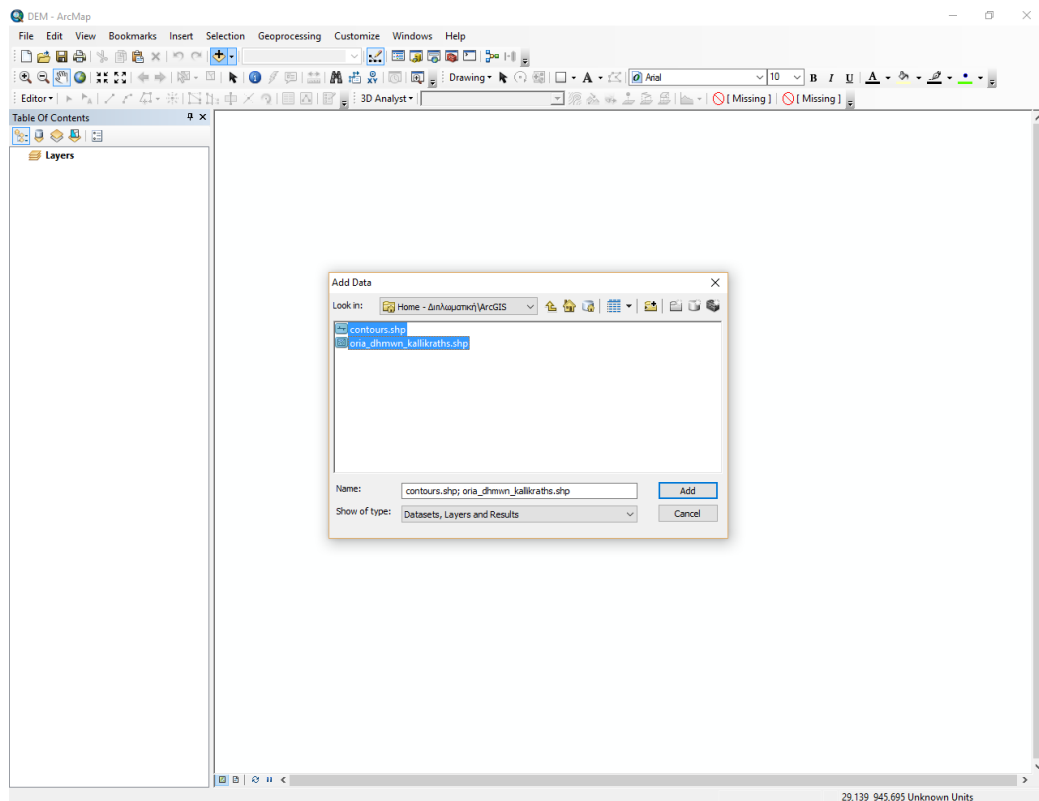 DEM - ArcMap
File Edit View Bookmarks Insert Selection Geoprocessing Customize Windows Help
Drawing A Arial 10 B I U A
Editor 3D Analyst [ Missing ] [ Missing ]
Table Of Contents
Layers
Add Data
Look in: Home - Διπλωματική\ArcGIS
contours.shp
oria_dhmwn_kallikraths.shp
Name: contours.shp; oria_dhmwn_kallikraths.shp Add
Show of type: Datasets, Layers and Results Cancel
29,139 945,695 Unknown Units